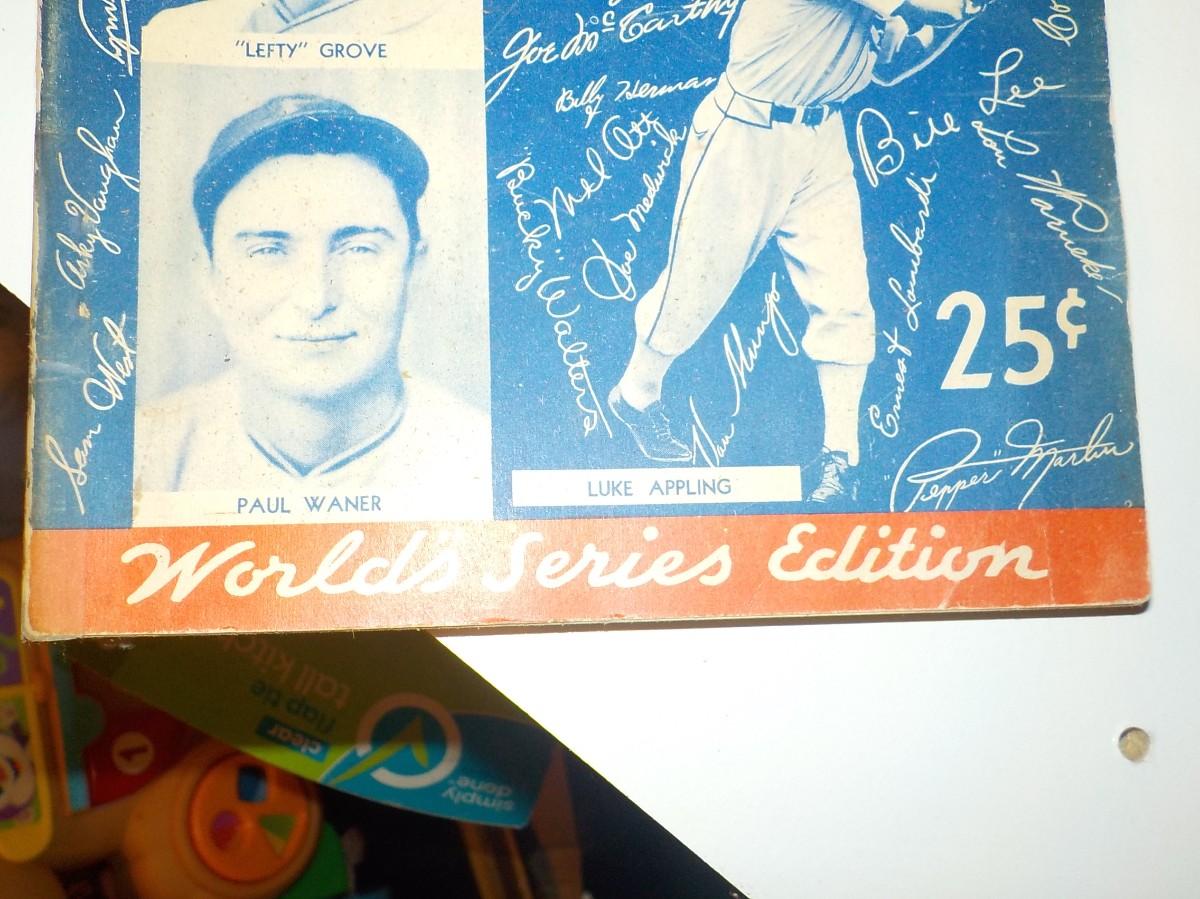 "LEFTY" GROVE
Joe McCarthy
Billy Herman
Mel Ott
Joe Medwick
"Bucky" Walters
Bill Lee
Lon Warneke
Arky Vaughan
Sam West
Van Mungo
Ernest Lombardi
25¢
"Pepper" Martin
PAUL WANER
LUKE APPLING
World's Series Edition
tall kitch
flap tie
clear
simply
done
1